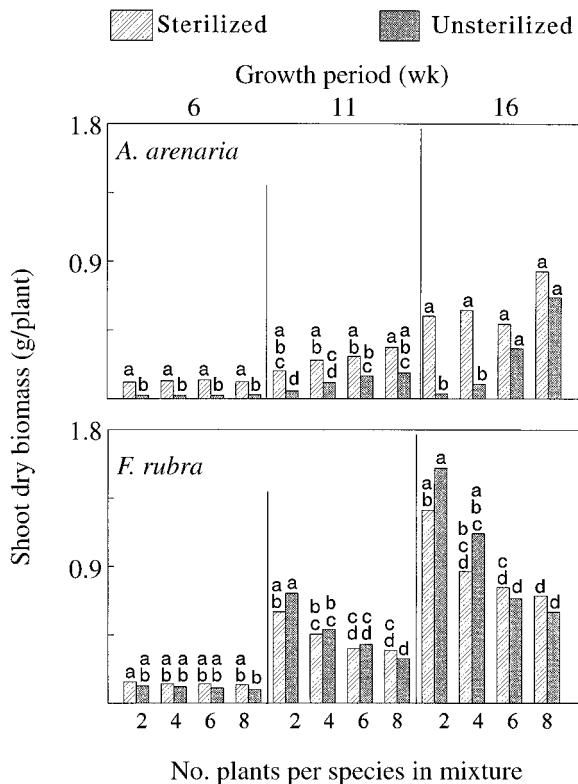 Sterilized
Unsterilized
Growth period (wk)
6 11 16
1.8
A. arenaria
0.9
a b a b a b a b
a a a
b b c a b b a a
c d d b c b b
c
a b a b a a a a
Shoot dry biomass (g/plant)
1.8
F. rubra
0.9
a a a a a a
a b b b b b b b
a a b b c c c
b c c d d d d
a a a
b b b c
c c d d d
d
2 4 6 8 2 4 6 8 2 4 6 8
No. plants per species in mixture